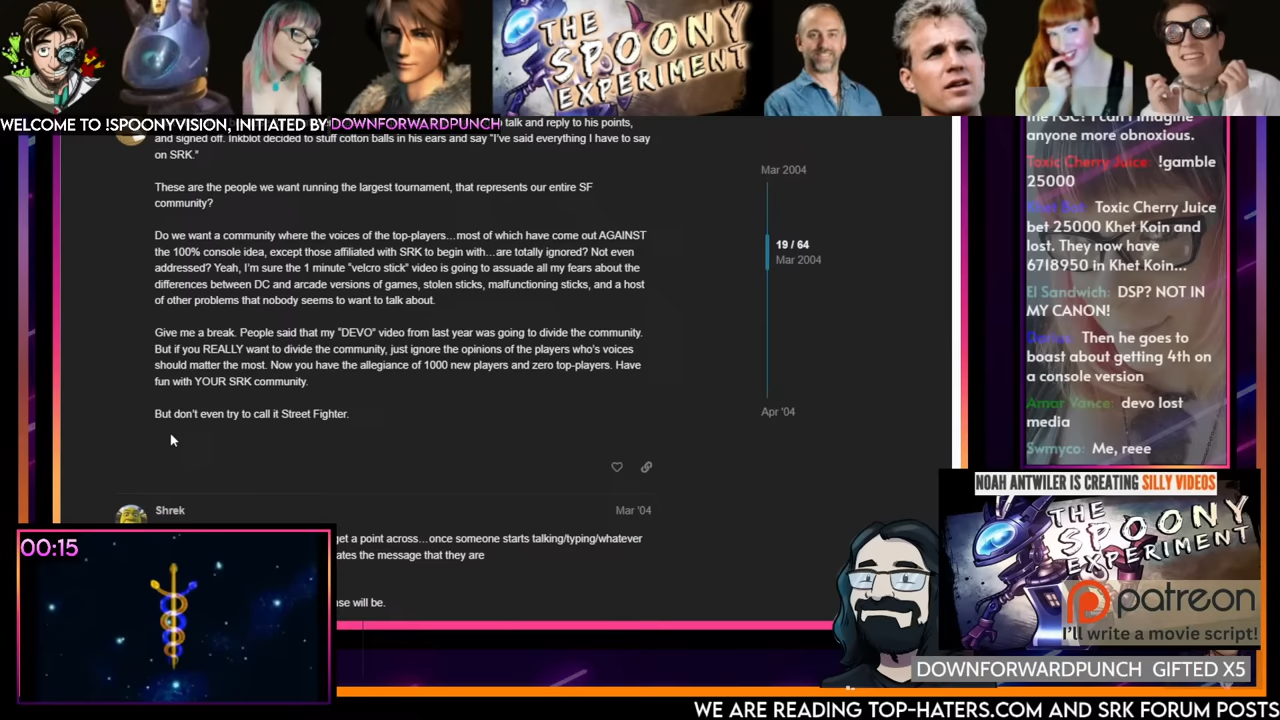 THE
SPOONY
EXPERIMENT
WELCOME TO !SPOONYVISION, INITIATED BY DOWNFORWARDPUNCH
talk and reply to his points,
and signed off. Inkblot decided to stuff cotton balls in his ears and say "I've said everything I have to say
on SRK."
These are the people we want running the largest tournament, that represents our entire SF
community?
Do we want a community where the voices of the top-players…most of which have come out AGAINST
the 100% console idea, except those affiliated with SRK to begin with…are totally ignored? Not even
addressed? Yeah, I'm sure the 1 minute "velcro stick" video is going to assuade all my fears about the
differences between DC and arcade versions of games, stolen sticks, malfunctioning sticks, and a host
of other problems that nobody seems to want to talk about.
Give me a break. People said that my "DEVO" video from last year was going to divide the community.
But if you REALLY want to divide the community, just ignore the opinions of the players who's voices
should matter the most. Now you have the allegiance of 1000 new players and zero top-players. Have
fun with YOUR SRK community.
But don't even try to call it Street Fighter.
Shrek
Mar '04
get a point across…once someone starts talking/typing/whatever
ates the message that they are
se will be.
Mar 2004
19 / 64
Mar 2004
Apr '04
the FGC? I can't imagine
anyone more obnoxious.
Toxic Cherry Juice: !gamble
25000
Khet Bot: Toxic Cherry Juice
bet 25000 Khet Koin and
lost. They now have
6718950 in Khet Koin...
El Sandwich: DSP? NOT IN
MY CANON!
Then he goes to
boast about getting 4th on
a console version
Amar Vance: devo lost
media
Swmyco: Me, reee
00:15
NOAH ANTWILER IS CREATING SILLY VIDEOS
THE
SPOONY
EXPERIMENT
patreon
I'll write a movie script!
DOWNFORWARDPUNCH GIFTED X5
WE ARE READING TOP-HATERS.COM AND SRK FORUM POSTS